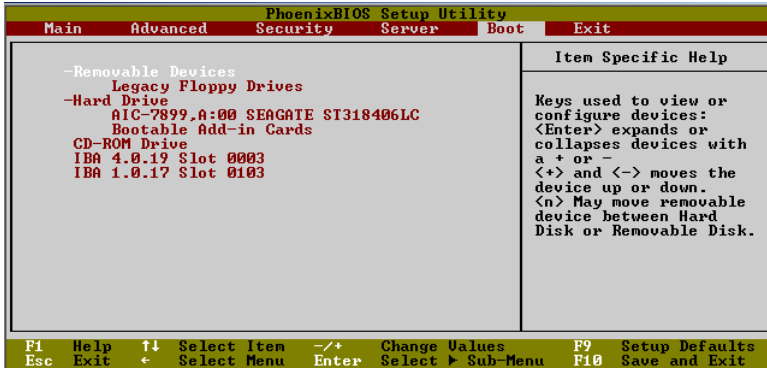 PhoenixBIOS Setup Utility
Main Advanced Security Server Boot Exit
-Removable Devices
Legacy Floppy Drives
-Hard Drive
AIC-7899,A:00 SEAGATE ST318406LC
Bootable Add-in Cards
CD-ROM Drive
IBA 4.0.19 Slot 0003
IBA 1.0.17 Slot 0103
Item Specific Help
Keys used to view or
configure devices:
<Enter> expands or
collapses devices with
a + or -
<+> and <-> moves the
device up or down.
<n> May move removable
device between Hard
Disk or Removable Disk.
F1 Help ↑↓ Select Item -/+ Change Values F9 Setup Defaults
Esc Exit ← Select Menu Enter Select ▶ Sub-Menu F10 Save and Exit